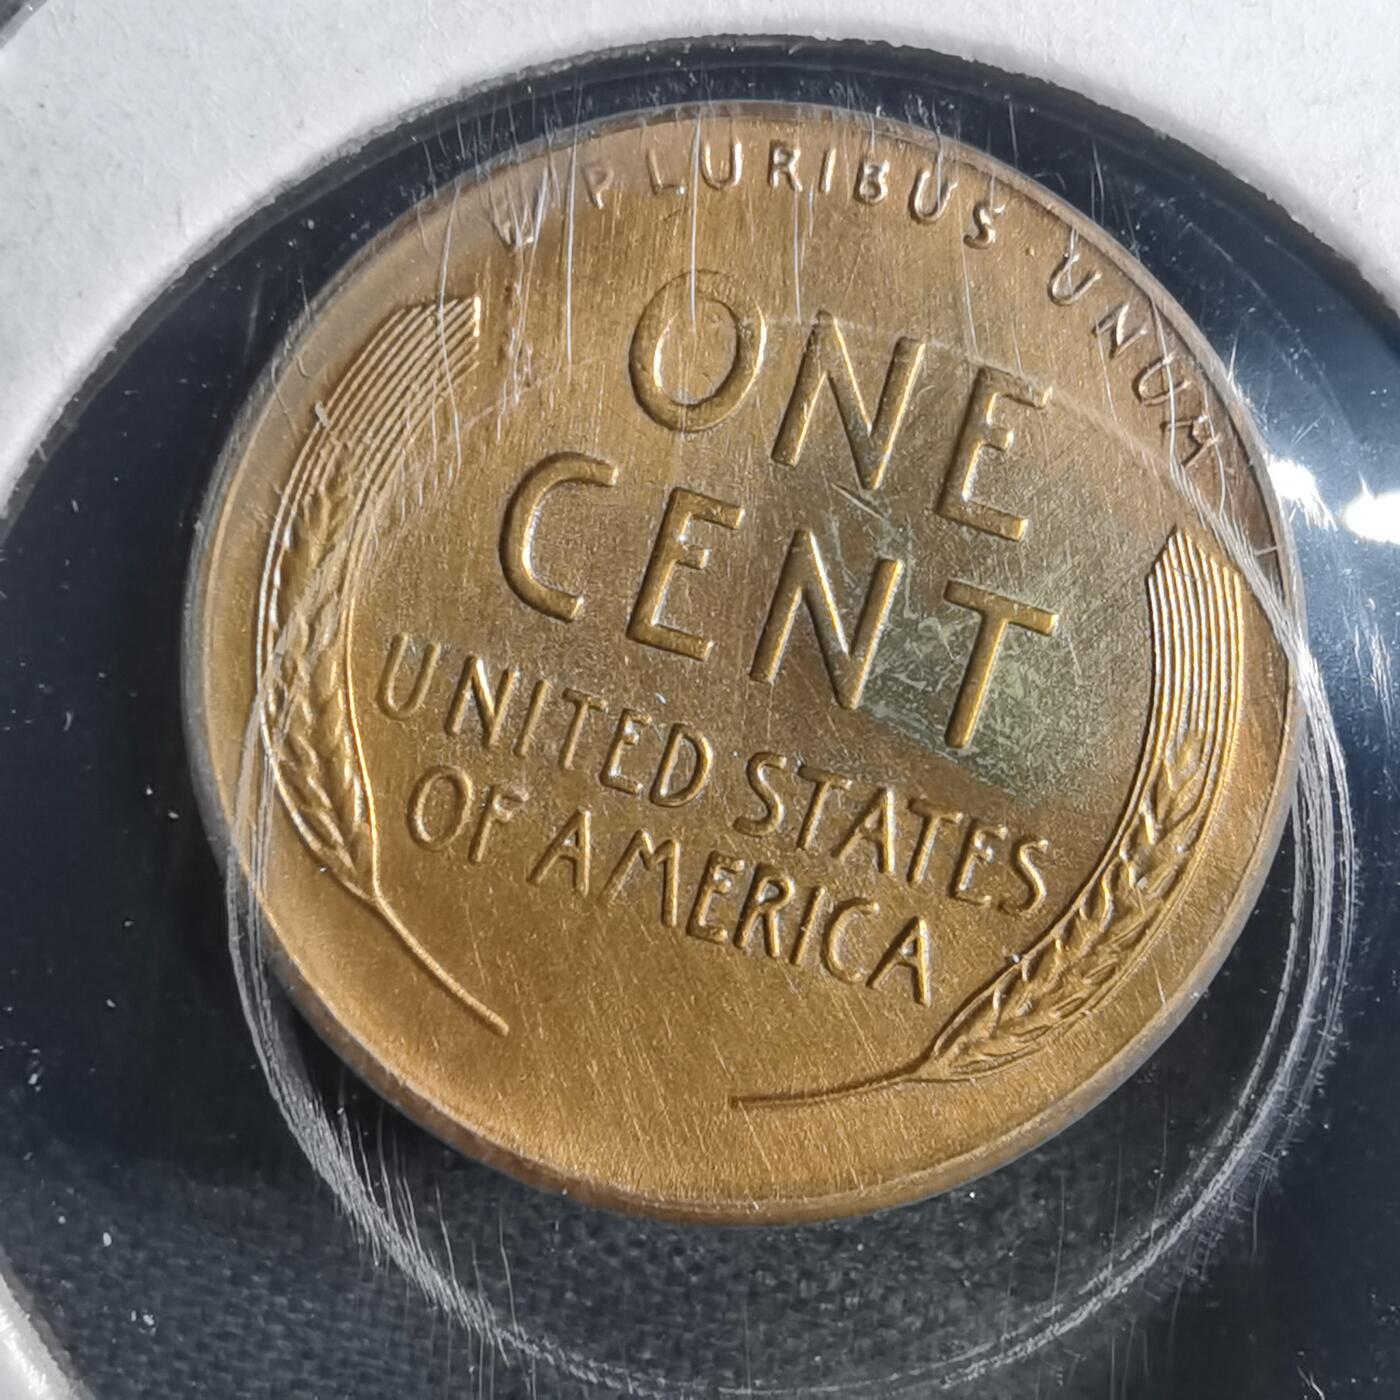 E PLURIBUS UNUM
ONE
CENT
UNITED STATES
OF AMERICA